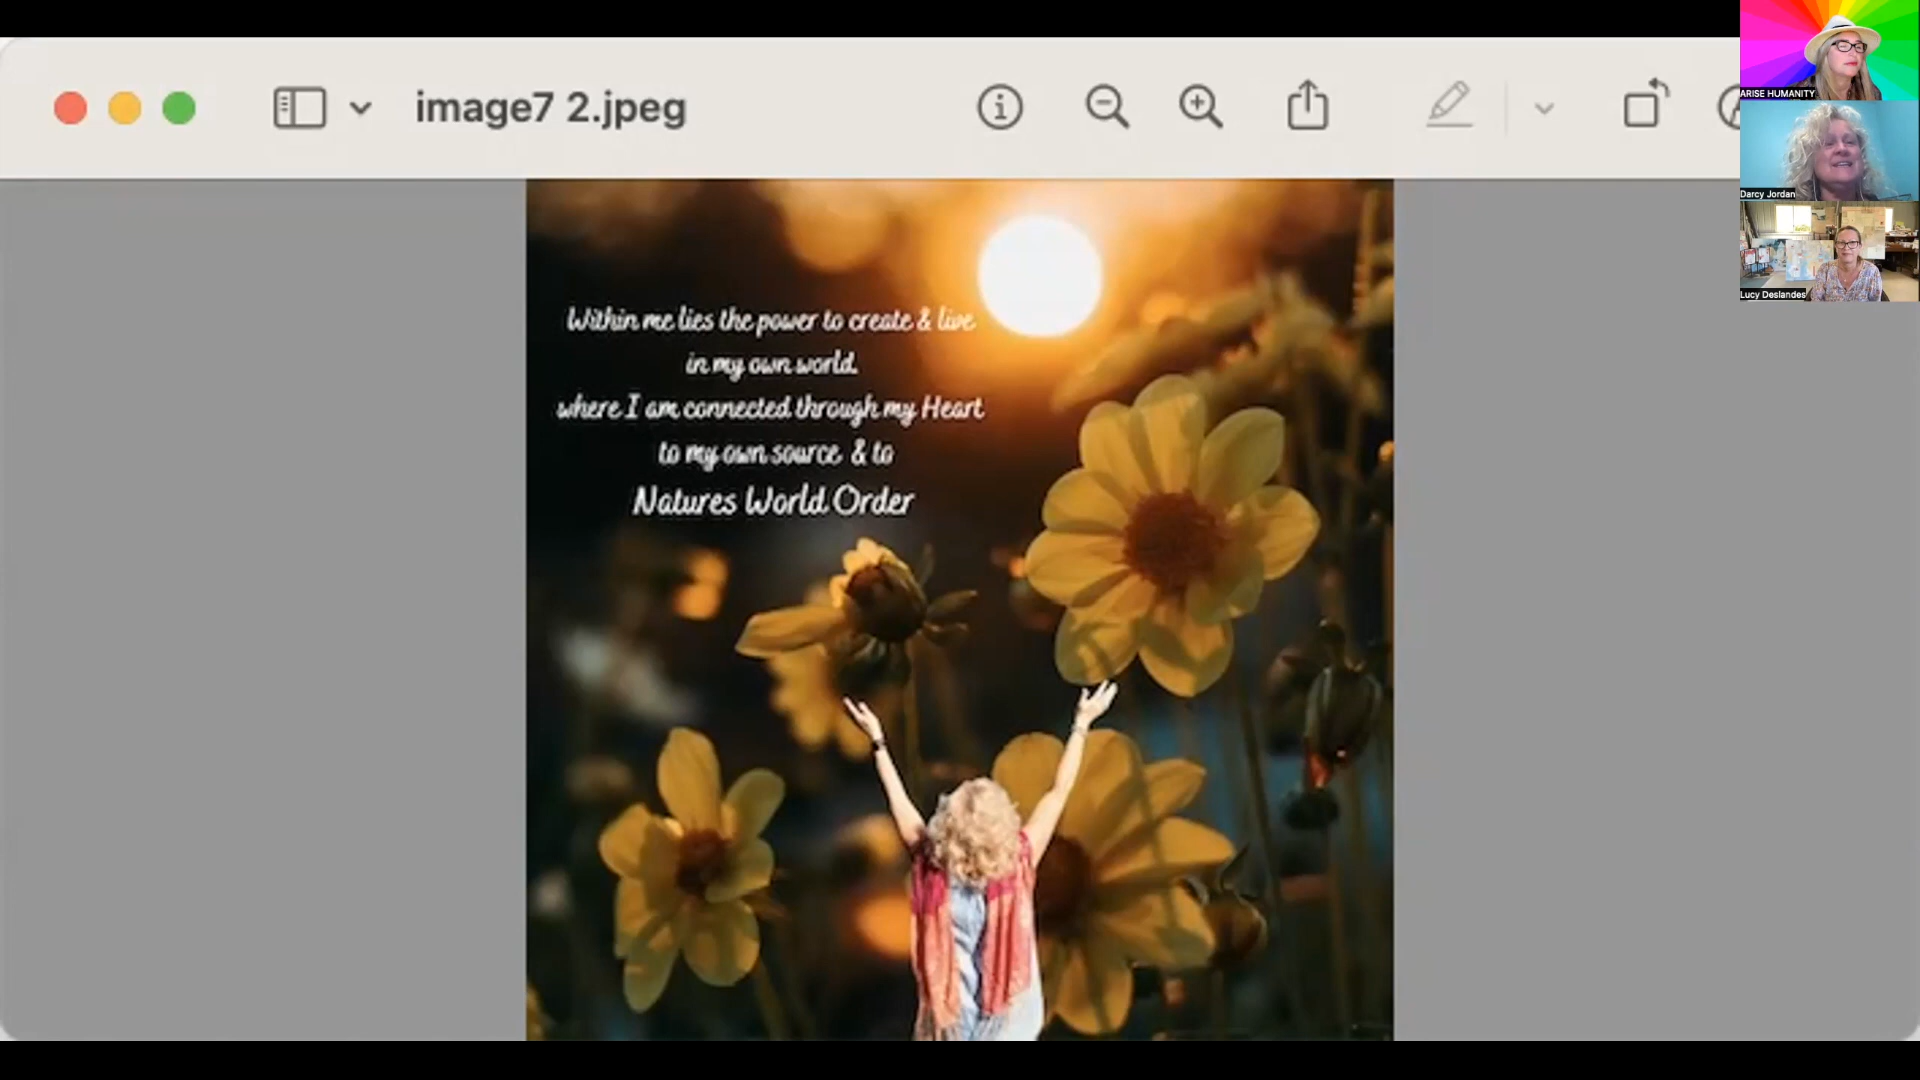 image7 2.jpeg
ARISE HUMANITY
Darcy Jordan
Lucy Deslandes
Within me lies the power to create & live
in my own world.
where I am connected through my Heart
to my own source & to
Natures World Order